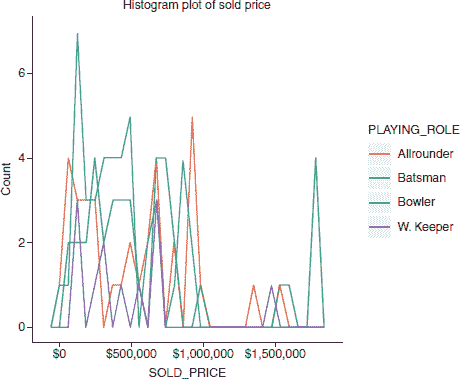 Histogram plot of sold price
6
4
2
0
Count
$0
$500,000
$1,000,000
$1,500,000
SOLD_PRICE
PLAYING_ROLE
Allrounder
Batsman
Bowler
W. Keeper